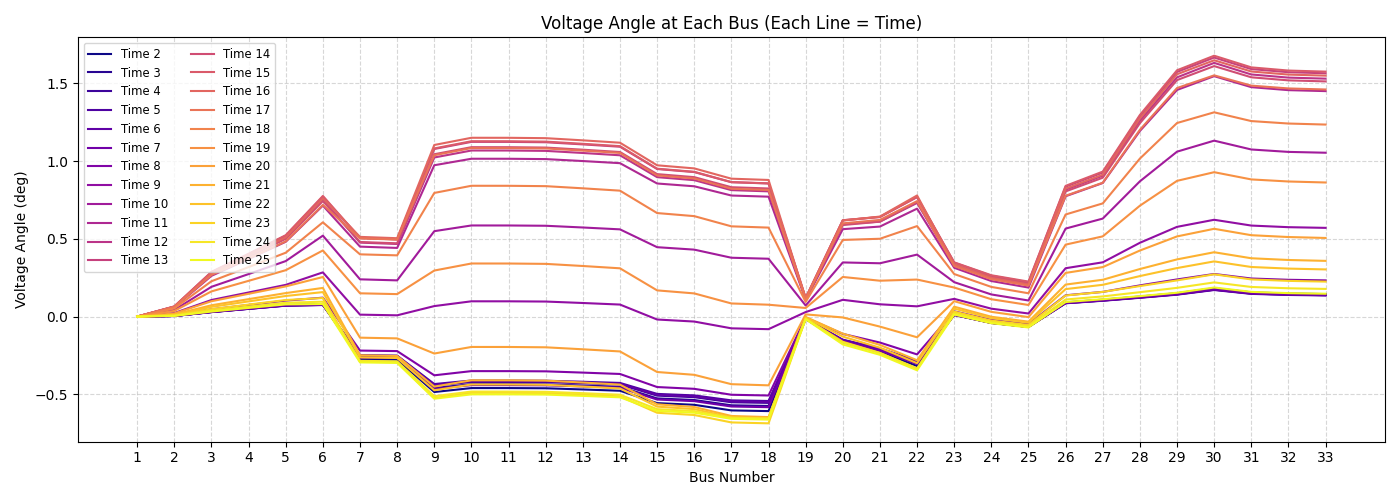 Voltage Angle at Each Bus (Each Line = Time)
Voltage Angle (deg)
1.5
1.0
0.5
0.0
−0.5
Time 2
Time 3
Time 4
Time 5
Time 6
Time 7
Time 8
Time 9
Time 10
Time 11
Time 12
Time 13
Time 14
Time 15
Time 16
Time 17
Time 18
Time 19
Time 20
Time 21
Time 22
Time 23
Time 24
Time 25
1 2 3 4 5 6 7 8 9 10 11 12 13 14 15 16 17 18 19 20 21 22 23 24 25 26 27 28 29 30 31 32 33
Bus Number